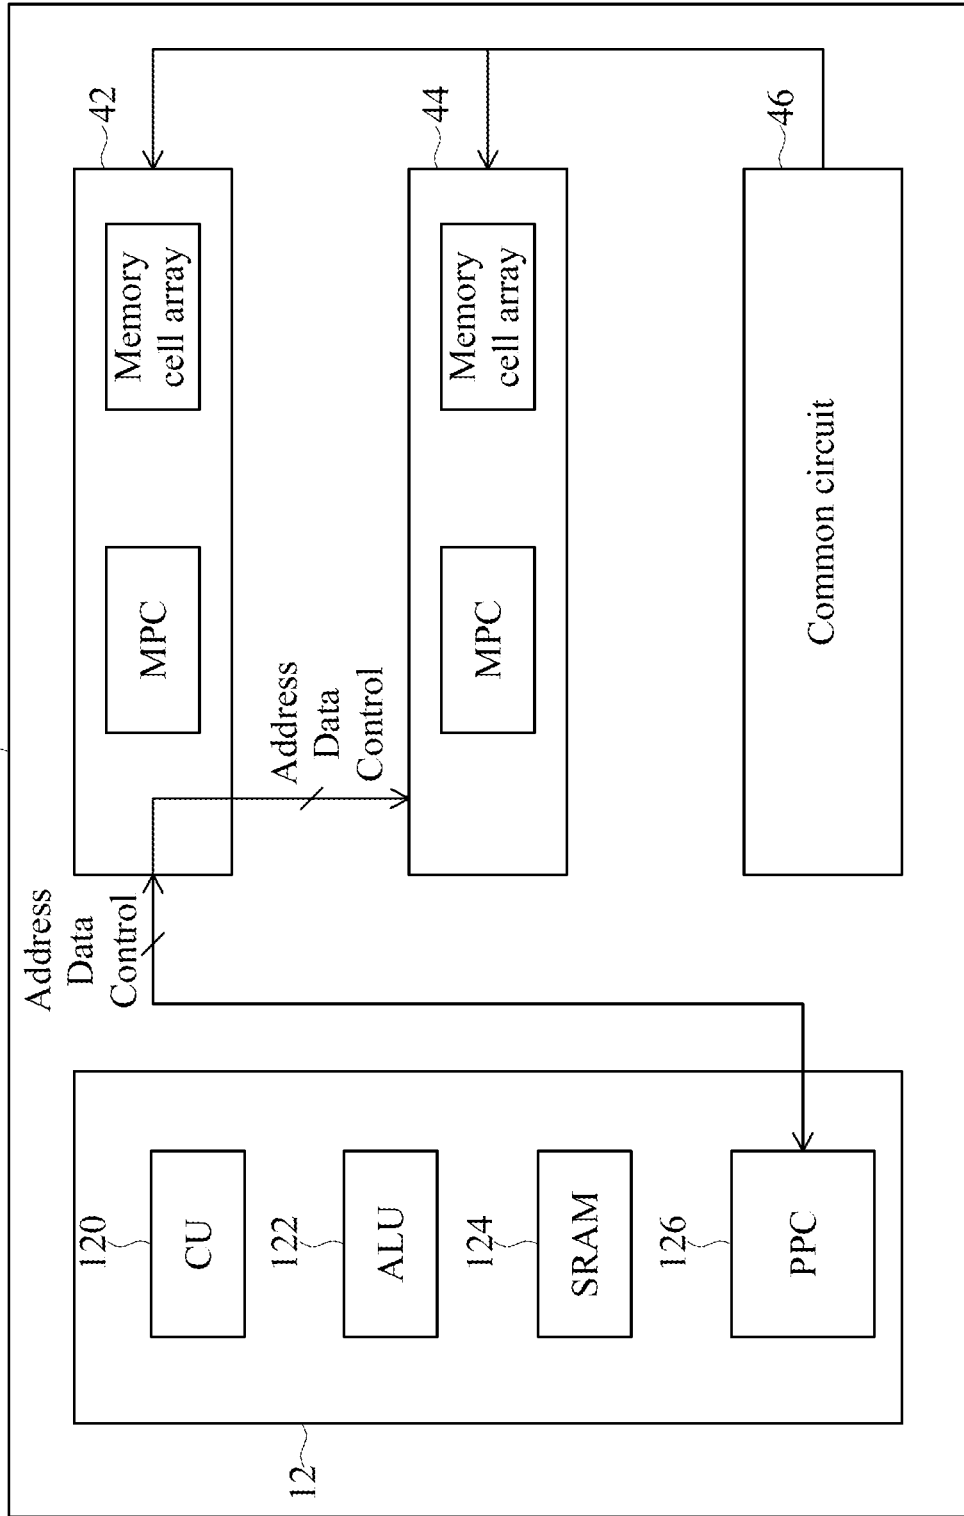 12
120
CU
122
ALU
124
SRAM
126
PPC
Address
Data
Control
42
MPC
Memory
cell array
Address
Data
Control
44
MPC
Memory
cell array
46
Common circuit